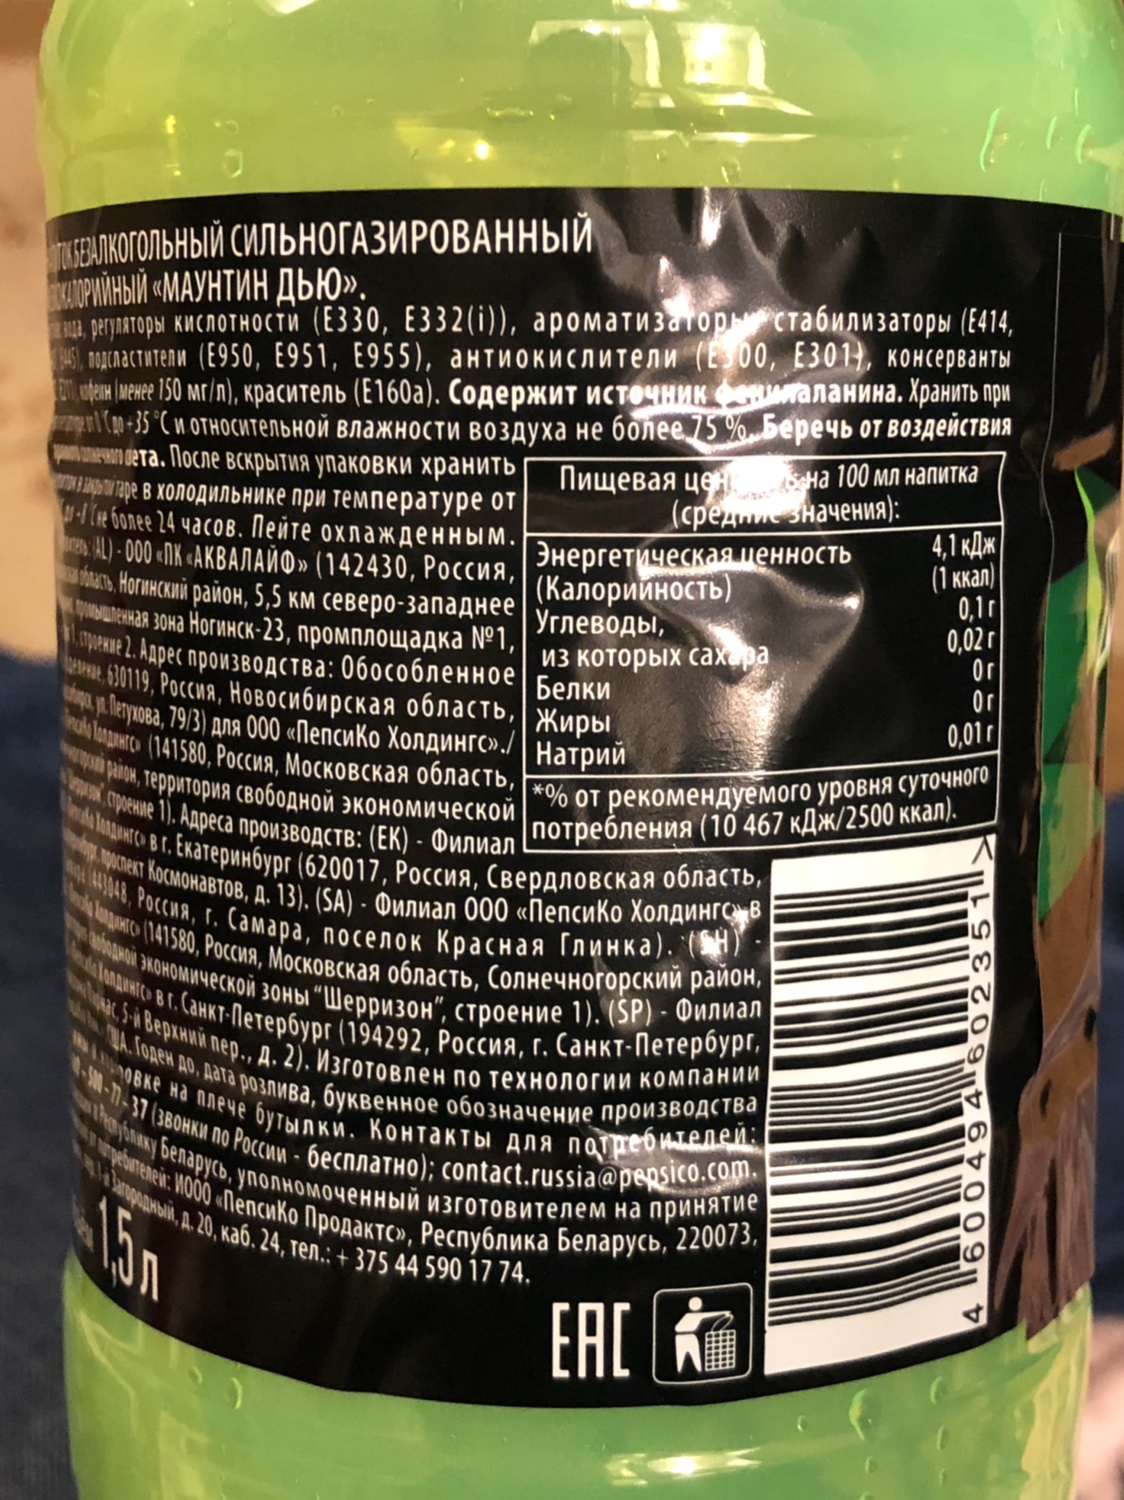 БЕЗАЛКОГОЛЬНЫЙ СИЛЬНОГАЗИРОВАННЫЙ
«МАУНТИН ДЬЮ».
вода, регуляторы кислотности (Е330, Е332(i)), ароматизаторы, стабилизаторы (Е414,
подсластители (Е950, Е951, Е955), антиокислители (Е300, Е301), консерванты
кофеин (менее 150 мг/л), краситель (Е160а). Содержит источник фенилаланина. Хранить при
до +35 °С и относительной влажности воздуха не более 75 %. Беречь от воздействия
света. После вскрытия упаковки хранить
в холодильнике при температуре от
не более 24 часов. Пейте охлажденным.
(AL) - ООО «ПК «АКВАЛАЙФ» (142430, Россия,
область, Ногинский район, 5,5 км северо-западнее
промышленная зона Ногинск-23, промплощадка №1,
строение 2. Адрес производства: Обособленное
630119, Россия, Новосибирская область,
ул. Петухова, 79/3) для ООО «ПепсиКо Холдингс»./
Холдингс» (141580, Россия, Московская область,
район, территория свободной экономической
строение 1). Адреса производств: (EK) - Филиал
Холдингс» в г. Екатеринбург (620017, Россия, Свердловская область,
проспект Космонавтов, д. 13). (SA) - Филиал ООО «ПепсиКо Холдингс» в
(443048, Россия, г. Самара, поселок Красная Глинка). (SH) -
Холдингс» (141580, Россия, Московская область, Солнечногорский район,
свободной экономической зоны "Шерризон", строение 1). (SP) - Филиал
Холдингс» в г. Санкт-Петербург (194292, Россия, г. Санкт-Петербург,
5-й Верхний пер., д. 2). Изготовлен по технологии компании
США. Годен до, дата розлива, буквенное обозначение производства
на плече бутылки. Контакты для потребителей:
77-37 (звонки по России - бесплатно); contact.russia@pepsico.com.
Республику Беларусь, уполномоченный изготовителем на принятие
потребителей: ИООО «ПепсиКо Продактс», Республика Беларусь, 220073,
Загородный, д. 20, каб. 24, тел.: + 375 44 590 17 74.
1,5 л
Пищевая ценность на 100 мл напитка
(средние значения):
Энергетическая ценность 4,1 кДж
(Калорийность) (1 ккал)
Углеводы, 0,1 г
из которых сахара 0,02 г
Белки 0 г
Жиры 0 г
Натрий 0,01 г
*% от рекомендуемого уровня суточного
потребления (10 467 кДж/2500 ккал).
EAC
4 600494 602351 >